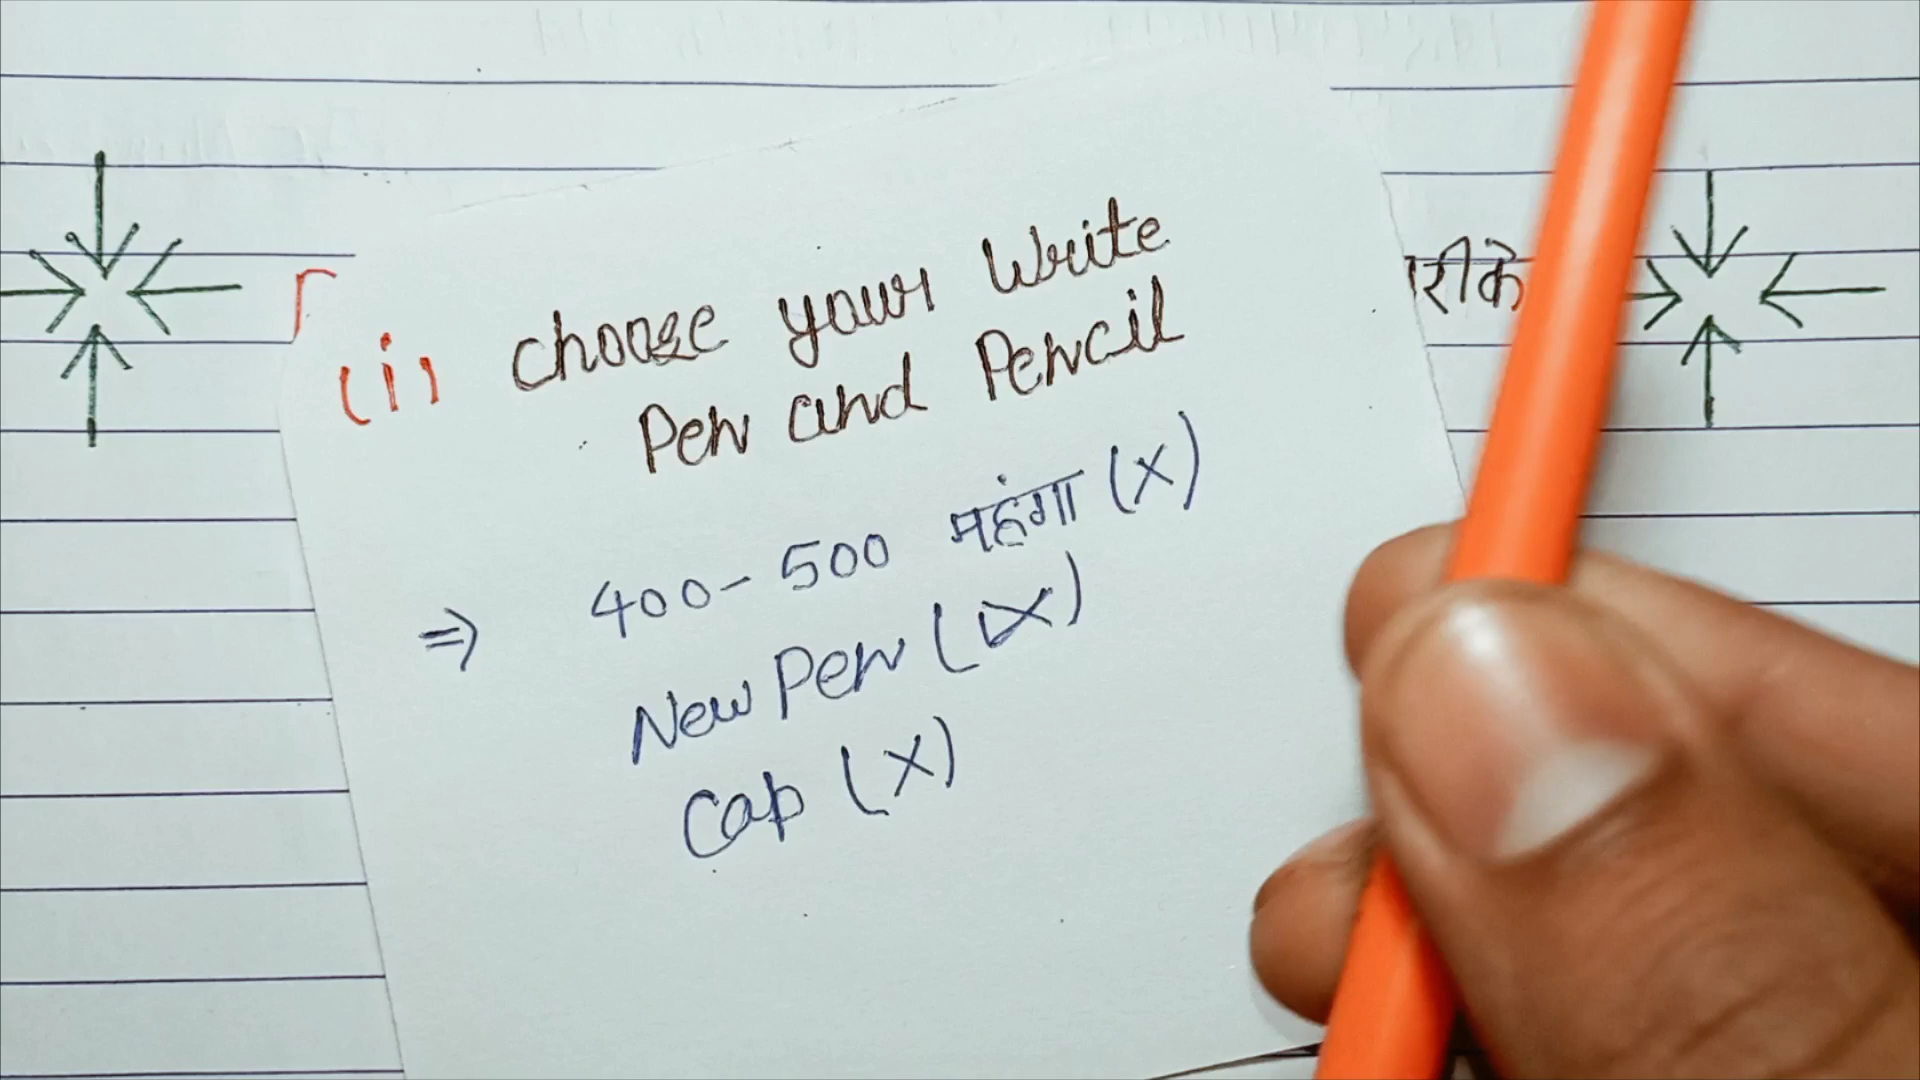 (i) Choose your Write
Pen and Pencil
⇒ 400-500 महंगा (X)
New Pen (X)
Cap (X)